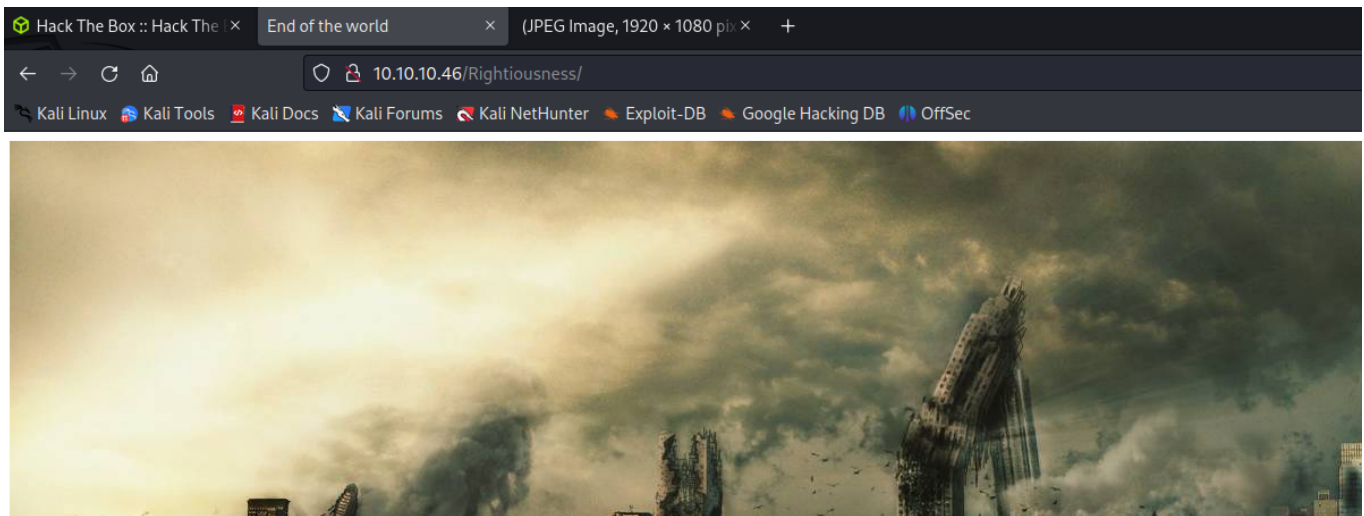 Hack The Box :: Hack The End of the world (JPEG Image, 1920 × 1080 pix
10.10.10.46/Rightiousness/
Kali Linux Kali Tools Kali Docs Kali Forums Kali NetHunter Exploit-DB Google Hacking DB OffSec